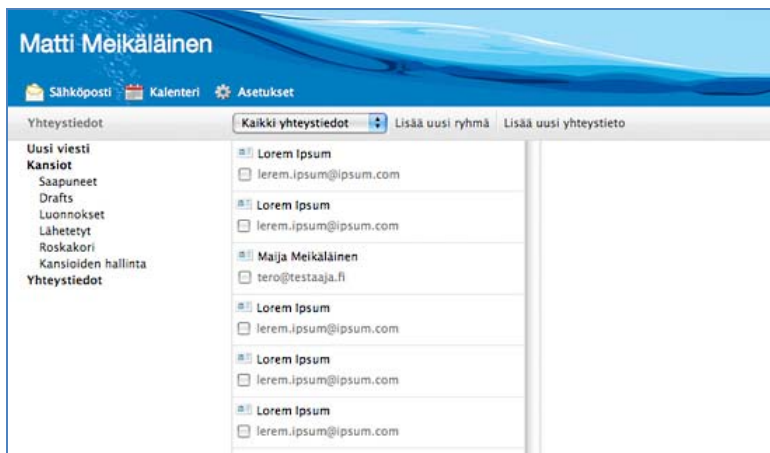 Matti Meikäläinen
Sähköposti Kalenteri Asetukset
Yhteystiedot Kaikki yhteystiedot Lisää uusi ryhmä Lisää uusi yhteystieto
Uusi viesti
Kansiot
Saapuneet
Drafts
Luonnokset
Lähetetyt
Roskakori
Kansioiden hallinta
Yhteystiedot
Lorem Ipsum
lerem.ipsum@ipsum.com
Lorem Ipsum
lerem.ipsum@ipsum.com
Maija Meikäläinen
tero@testaaja.fi
Lorem Ipsum
lerem.ipsum@ipsum.com
Lorem Ipsum
lerem.ipsum@ipsum.com
Lorem Ipsum
lerem.ipsum@ipsum.com